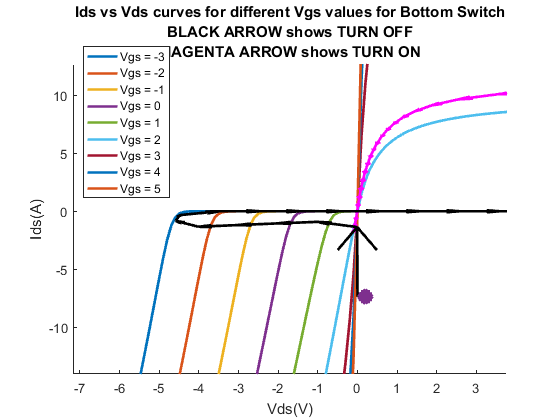 Ids vs Vds curves for different Vgs values for Bottom Switch
BLACK ARROW shows TURN OFF
AGENTA ARROW shows TURN ON
Vgs = -3
Vgs = -2
Vgs = -1
Vgs = 0
Vgs = 1
Vgs = 2
Vgs = 3
Vgs = 4
Vgs = 5
10
5
0
-5
-10
Ids(A)
-7 -6 -5 -4 -3 -2 -1 0 1 2 3
Vds(V)